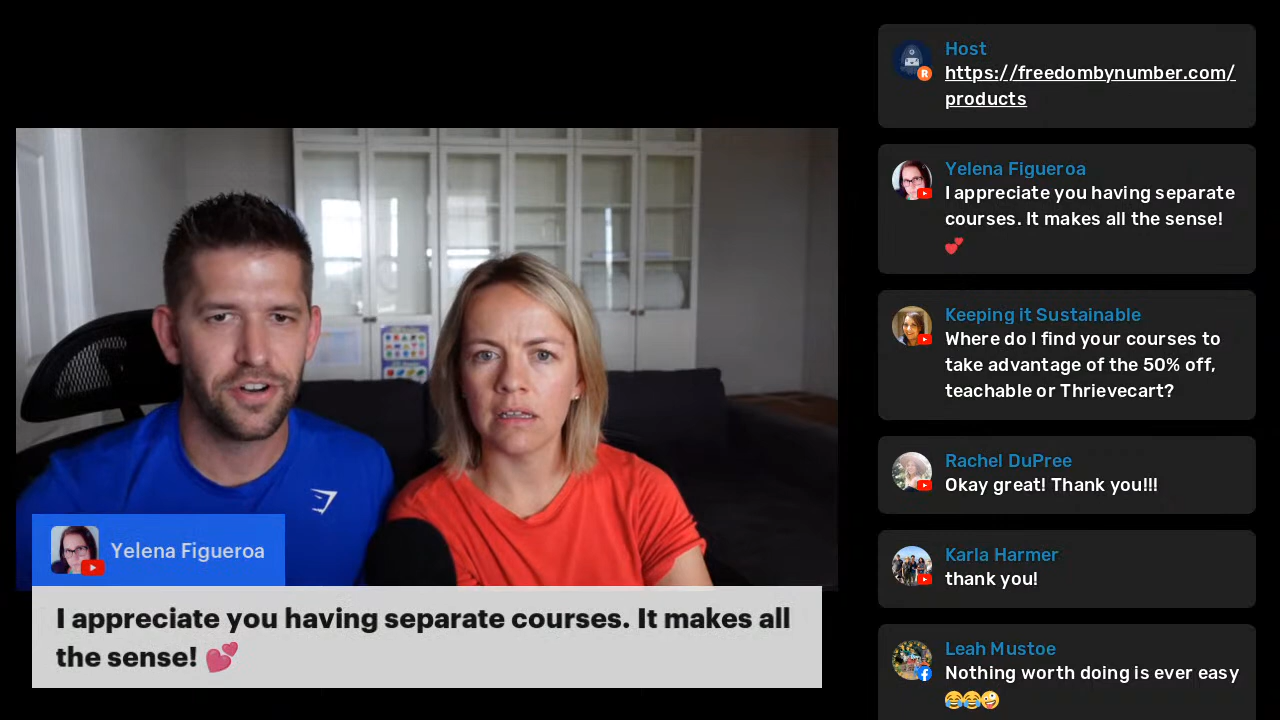 Host
https://freedombynumber.com/
products
Yelena Figueroa
I appreciate you having separate
courses. It makes all the sense!
💕
Keeping it Sustainable
Where do I find your courses to
take advantage of the 50% off,
teachable or Thrievecart?
Rachel DuPree
Okay great! Thank you!!!
Karla Harmer
thank you!
Leah Mustoe
Nothing worth doing is ever easy
😂😂🤪
Yelena Figueroa
I appreciate you having separate courses. It makes all
the sense! 💕